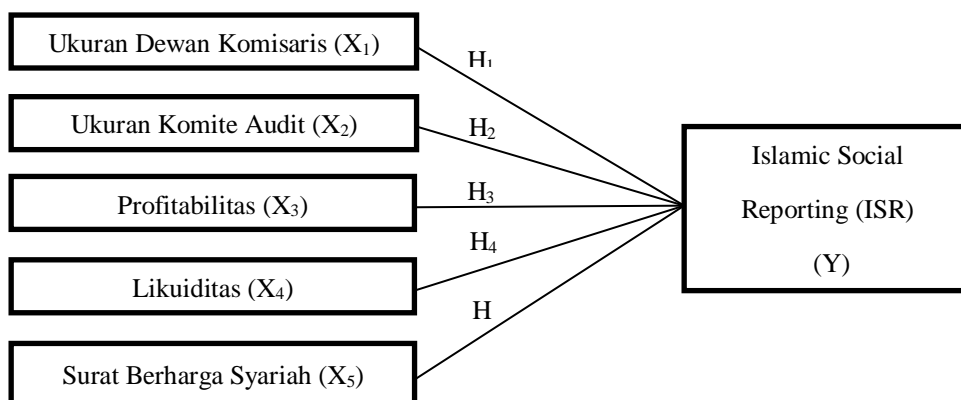 Ukuran Dewan Komisaris (X₁)
H₁
Ukuran Komite Audit (X₂)
H₂
Islamic Social
Reporting (ISR)
(Y)
Profitabilitas (X₃)
H₃
Likuiditas (X₄)
H₄
Surat Berharga Syariah (X₅)
H